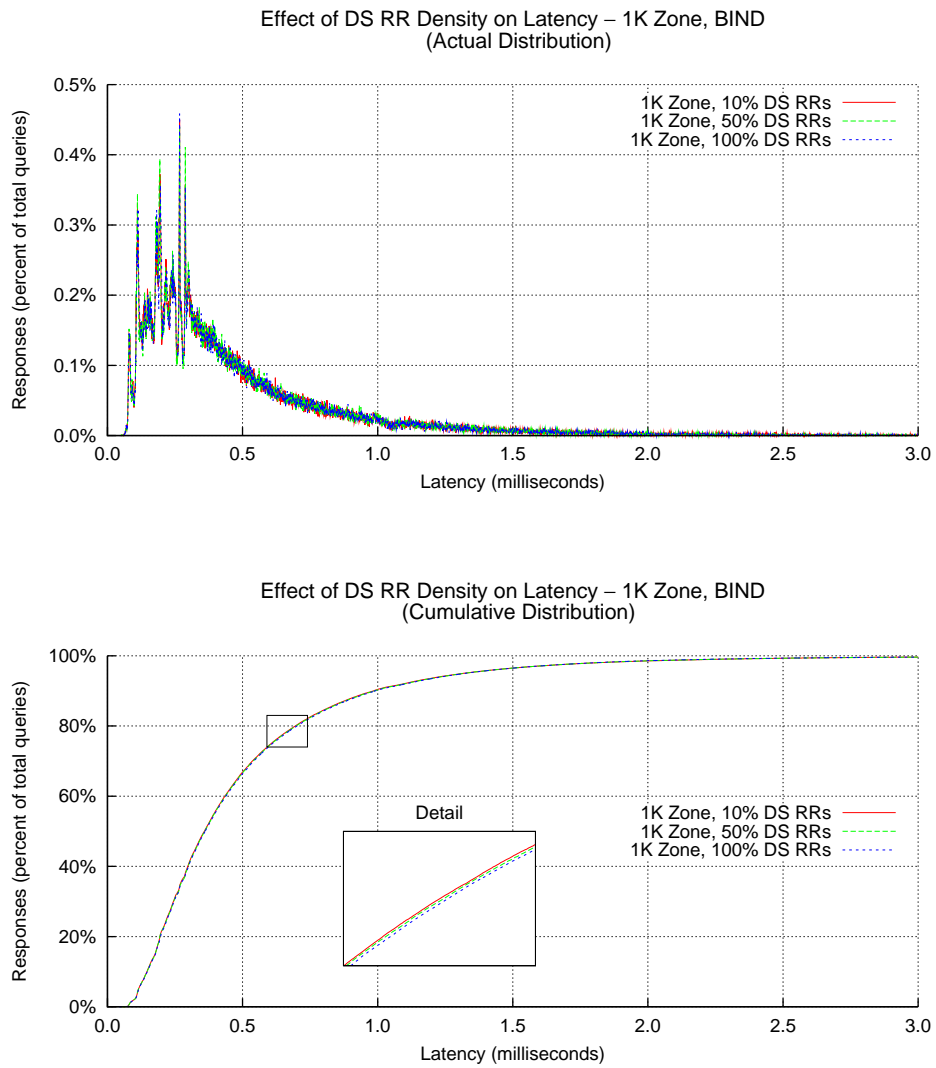 Effect of DS RR Density on Latency – 1K Zone, BIND
(Actual Distribution)
0.5%
0.4%
0.3%
0.2%
0.1%
0.0%
Responses (percent of total queries)
1K Zone, 10% DS RRs
1K Zone, 50% DS RRs
1K Zone, 100% DS RRs
0.0 0.5 1.0 1.5 2.0 2.5 3.0
Latency (milliseconds)
Effect of DS RR Density on Latency – 1K Zone, BIND
(Cumulative Distribution)
100%
80%
60%
40%
20%
0%
Responses (percent of total queries)
Detail
1K Zone, 10% DS RRs
1K Zone, 50% DS RRs
1K Zone, 100% DS RRs
0.0 0.5 1.0 1.5 2.0 2.5 3.0
Latency (milliseconds)